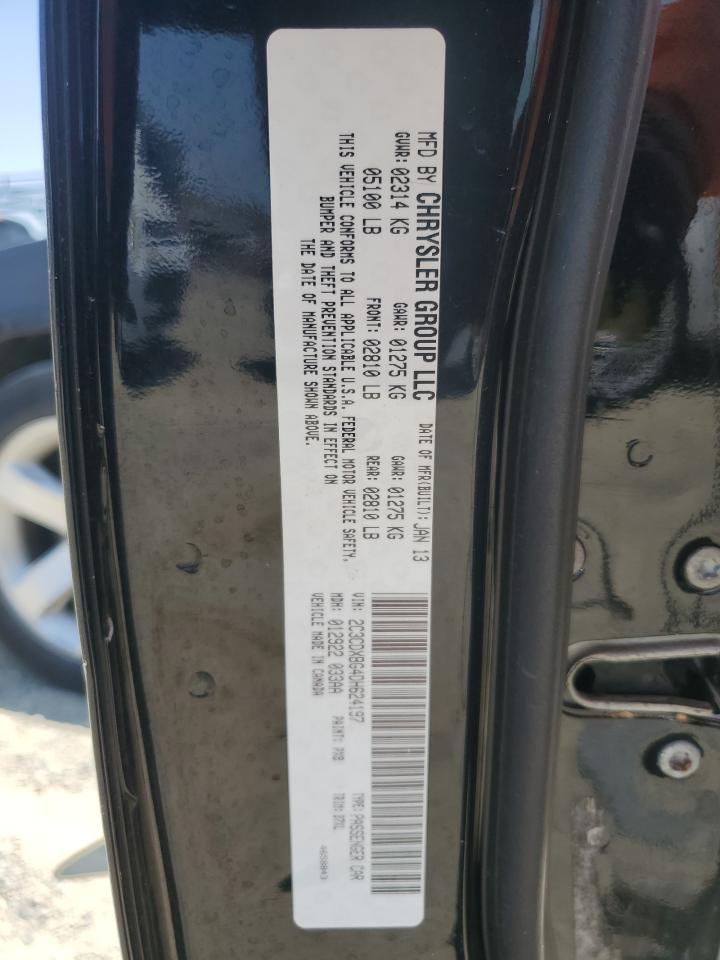 MFD BY CHRYSLER GROUP LLC
DATE OF MFR(BUILT): JAN 13
GVWR: 02314 KG GAWR: 01275 KG GAWR: 01275 KG
05100 LB FRONT: 02810 LB REAR: 02810 LB
THIS VEHICLE CONFORMS TO ALL APPLICABLE U.S.A. FEDERAL MOTOR VEHICLE SAFETY,
BUMPER AND THEFT PREVENTION STANDARDS IN EFFECT ON
THE DATE OF MANUFACTURE SHOWN ABOVE.
VIN: 2C3CDXBG4DH624197 TYPE: PASSENGER CAR
MDH: 012922 033AA PAINT: PX8 TRIM: D7XL
VEHICLE MADE IN CANADA